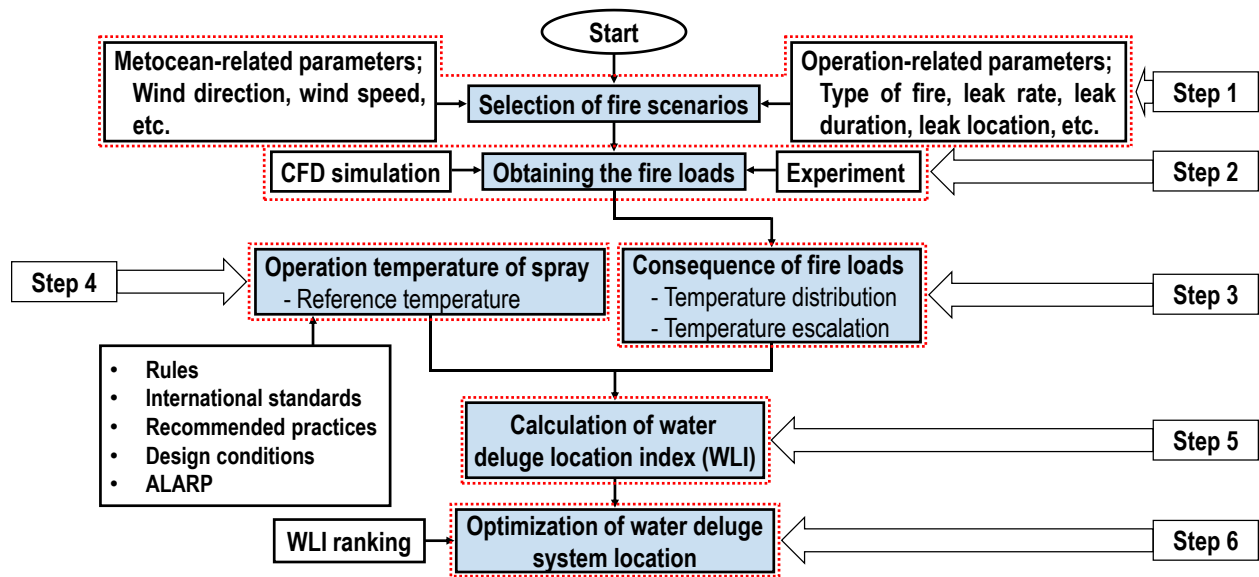 Start
Metocean-related parameters;
Wind direction, wind speed,
etc.
Selection of fire scenarios
Operation-related parameters;
Type of fire, leak rate, leak
duration, leak location, etc.
Step 1
CFD simulation
Obtaining the fire loads
Experiment
Step 2
Step 4
Operation temperature of spray
- Reference temperature
Consequence of fire loads
- Temperature distribution
- Temperature escalation
Step 3
• Rules
• International standards
• Recommended practices
• Design conditions
• ALARP
Calculation of water
deluge location index (WLI)
Step 5
WLI ranking
Optimization of water deluge
system location
Step 6